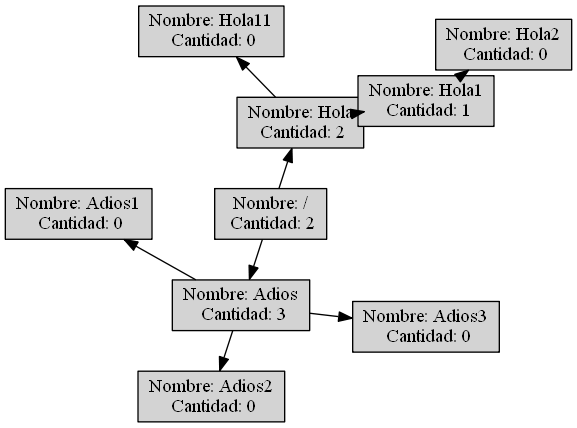 Nombre: Hola11
Cantidad: 0
Nombre: Hola2
Cantidad: 0
Nombre: Hola1
Cantidad: 1
Nombre: Hola
Cantidad: 2
Nombre: Adios1
Cantidad: 0
Nombre: /
Cantidad: 2
Nombre: Adios
Cantidad: 3
Nombre: Adios3
Cantidad: 0
Nombre: Adios2
Cantidad: 0